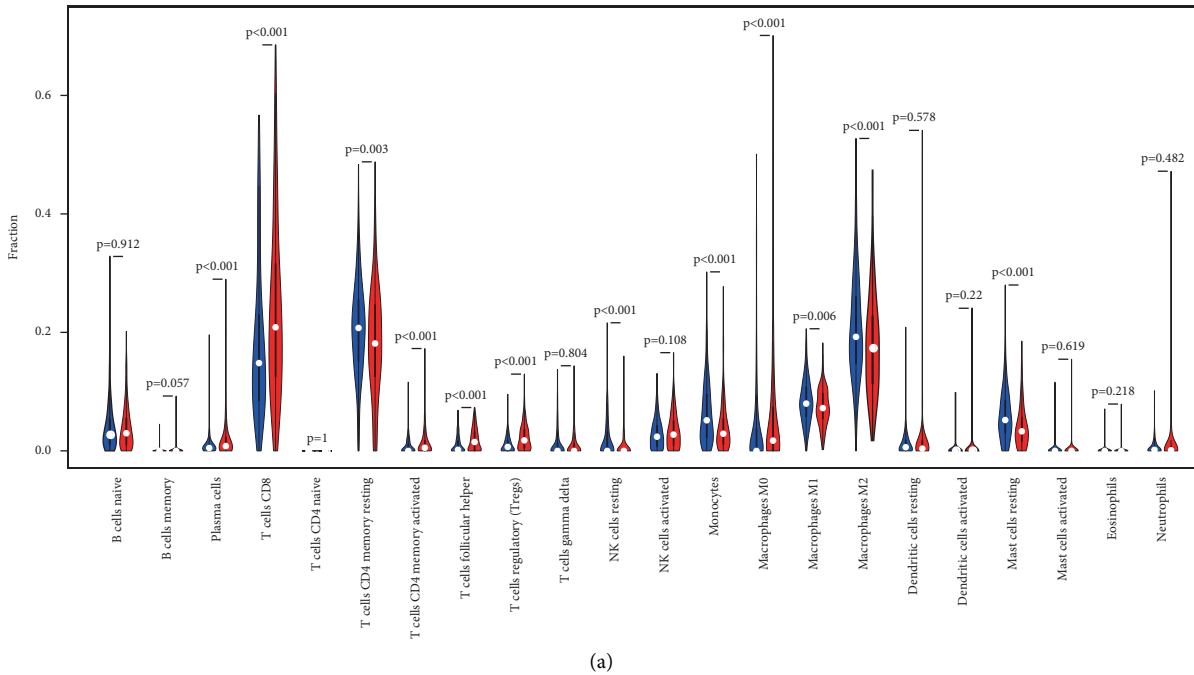 Fraction
0.6
0.4
0.2
0.0
p=0.912
p=0.057
p<0.001
p<0.001
p=1
p=0.003
p<0.001
p<0.001
p<0.001
p=0.804
p<0.001
p=0.108
p<0.001
p<0.001
p=0.006
p<0.001
p=0.578
p=0.22
p<0.001
p=0.619
p=0.218
p=0.482
B cells naive
B cells memory
Plasma cells
T cells CD8
T cells CD4 naive
T cells CD4 memory resting
T cells CD4 memory activated
T cells follicular helper
T cells regulatory (Tregs)
T cells gamma delta
NK cells resting
NK cells activated
Monocytes
Macrophages M0
Macrophages M1
Macrophages M2
Dendritic cells resting
Dendritic cells activated
Mast cells resting
Mast cells activated
Eosinophils
Neutrophils
(a)